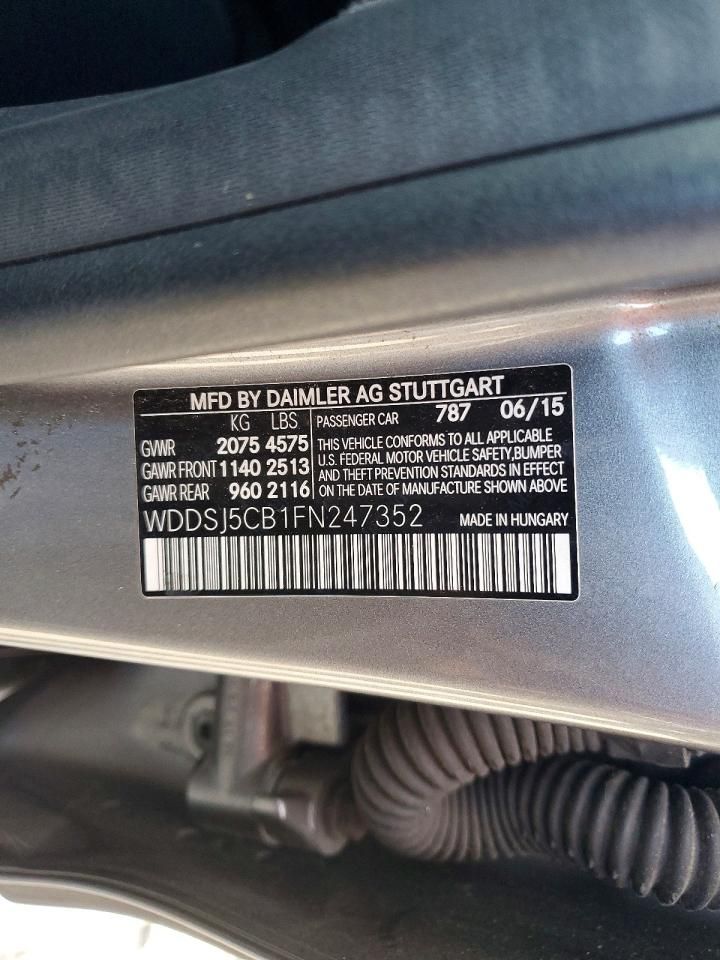 MFD BY DAIMLER AG STUTTGART
KG LBS PASSENGER CAR 787 06/15
GVWR 2075 4575
GAWR FRONT 1140 2513
GAWR REAR 960 2116
THIS VEHICLE CONFORMS TO ALL APPLICABLE
U.S. FEDERAL MOTOR VEHICLE SAFETY,BUMPER
AND THEFT PREVENTION STANDARDS IN EFFECT
ON THE DATE OF MANUFACTURE SHOWN ABOVE
WDDSJ5CB1FN247352 MADE IN HUNGARY